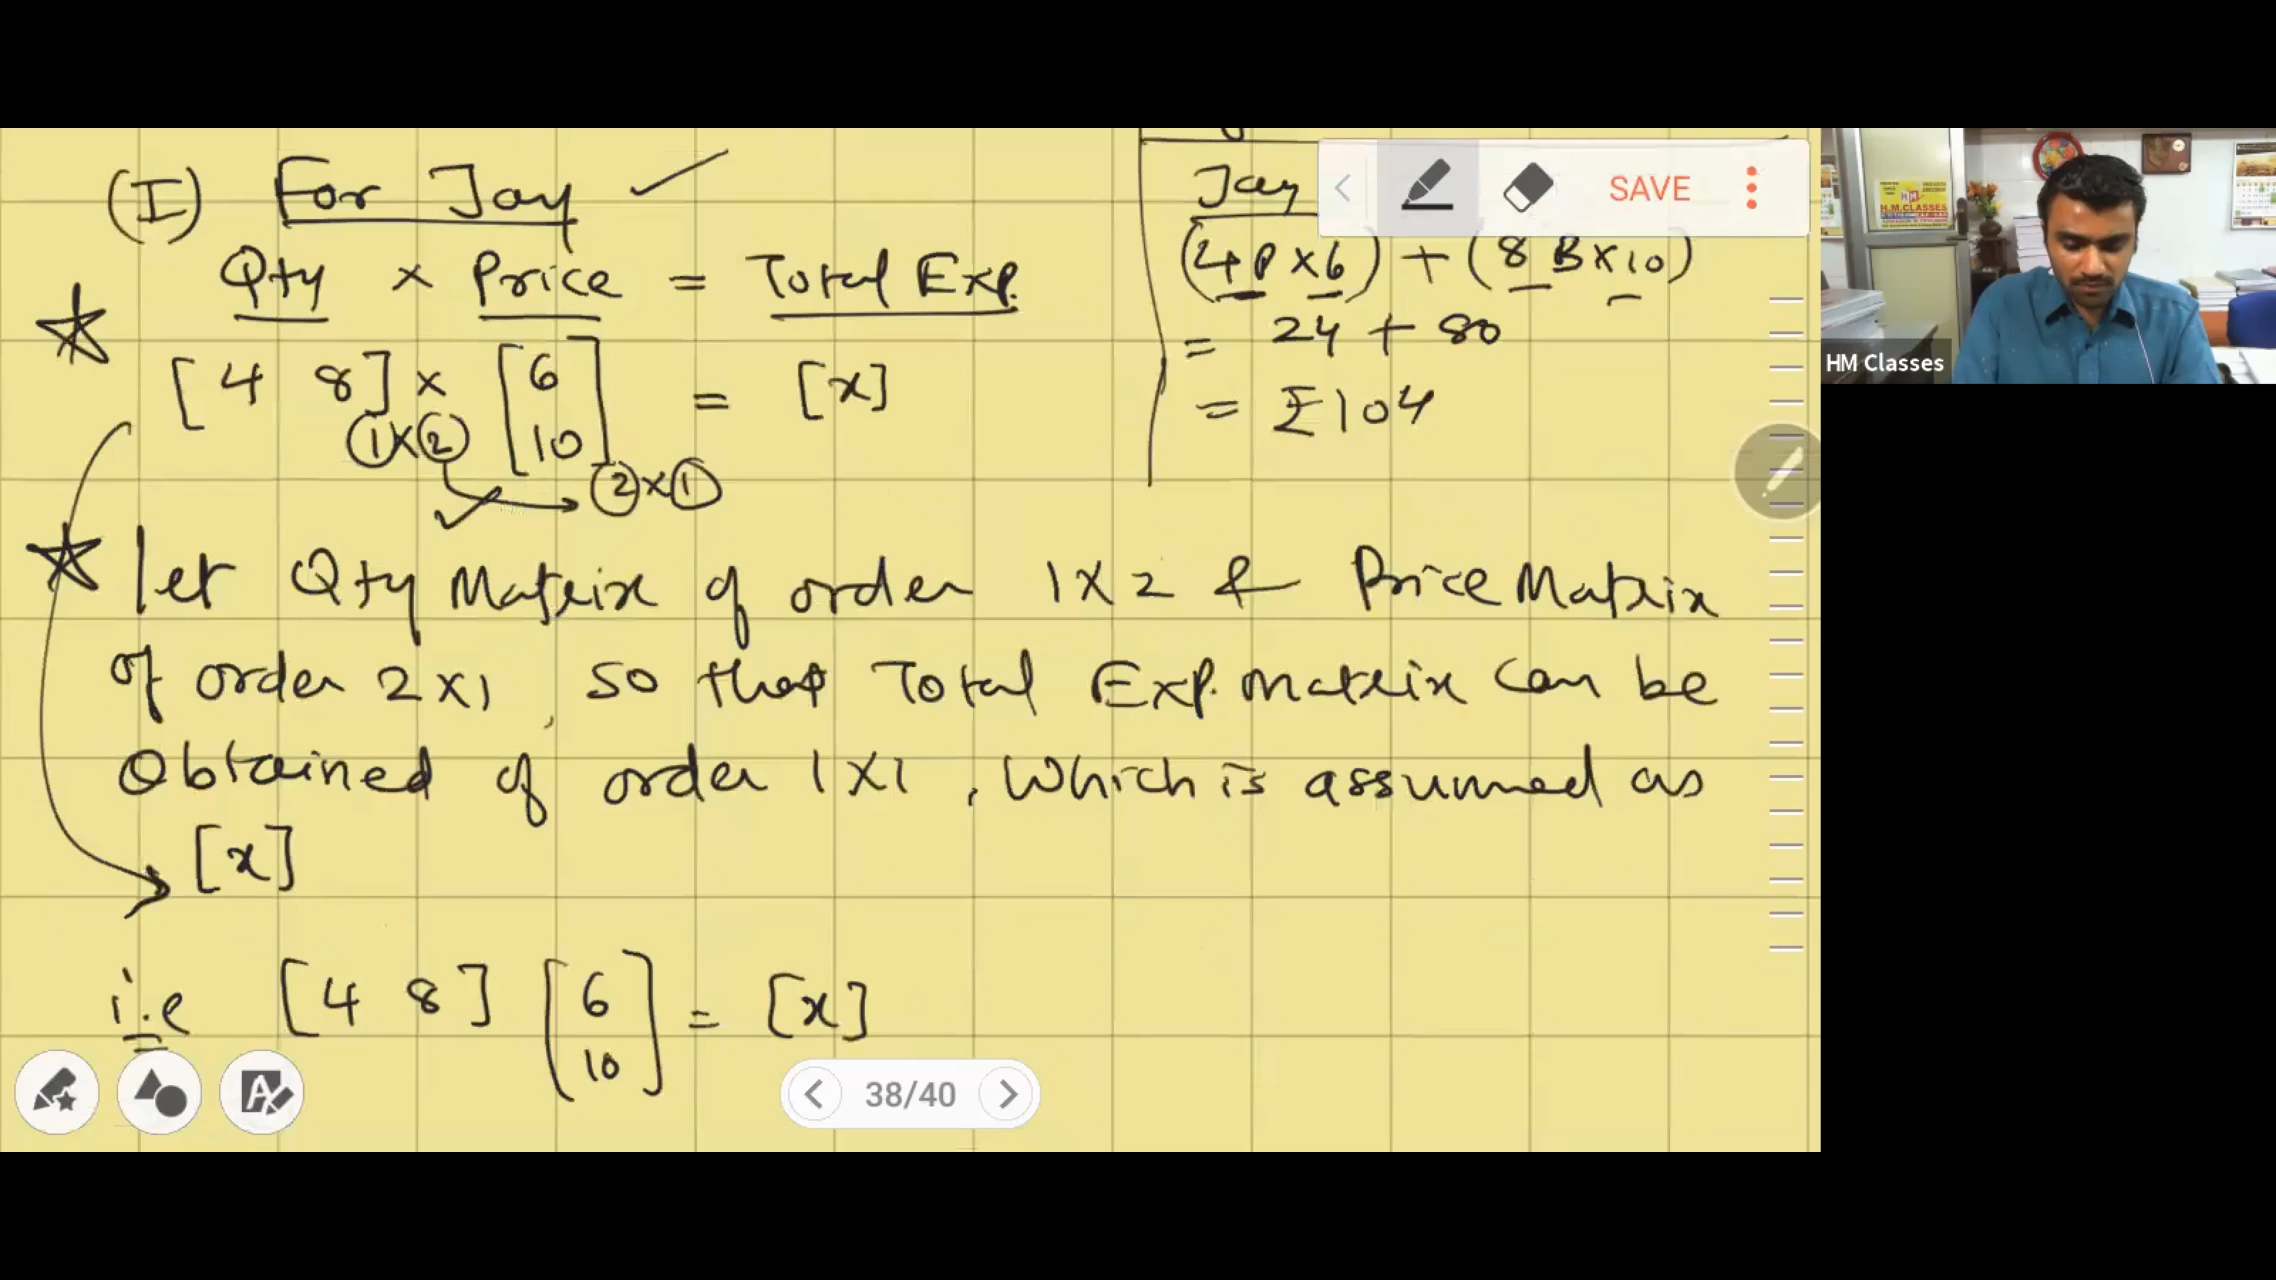 (I) For Jay ✓
Qty × Price = Total Exp.
[4 8] × [6 10] = [x]
1×2
2×1
Jay
(4P×6) + (8B×10)
= 24 + 80
= ₹104
SAVE
HM Classes
H.M.CLASSES
let Qty Matrix of order 1×2 & Price Matrix
of order 2×1, so that Total Exp. matrix can be
Obtained of order 1×1, Which is assumed as
[x]
i.e [4 8] [6 10] = [x]
38/40